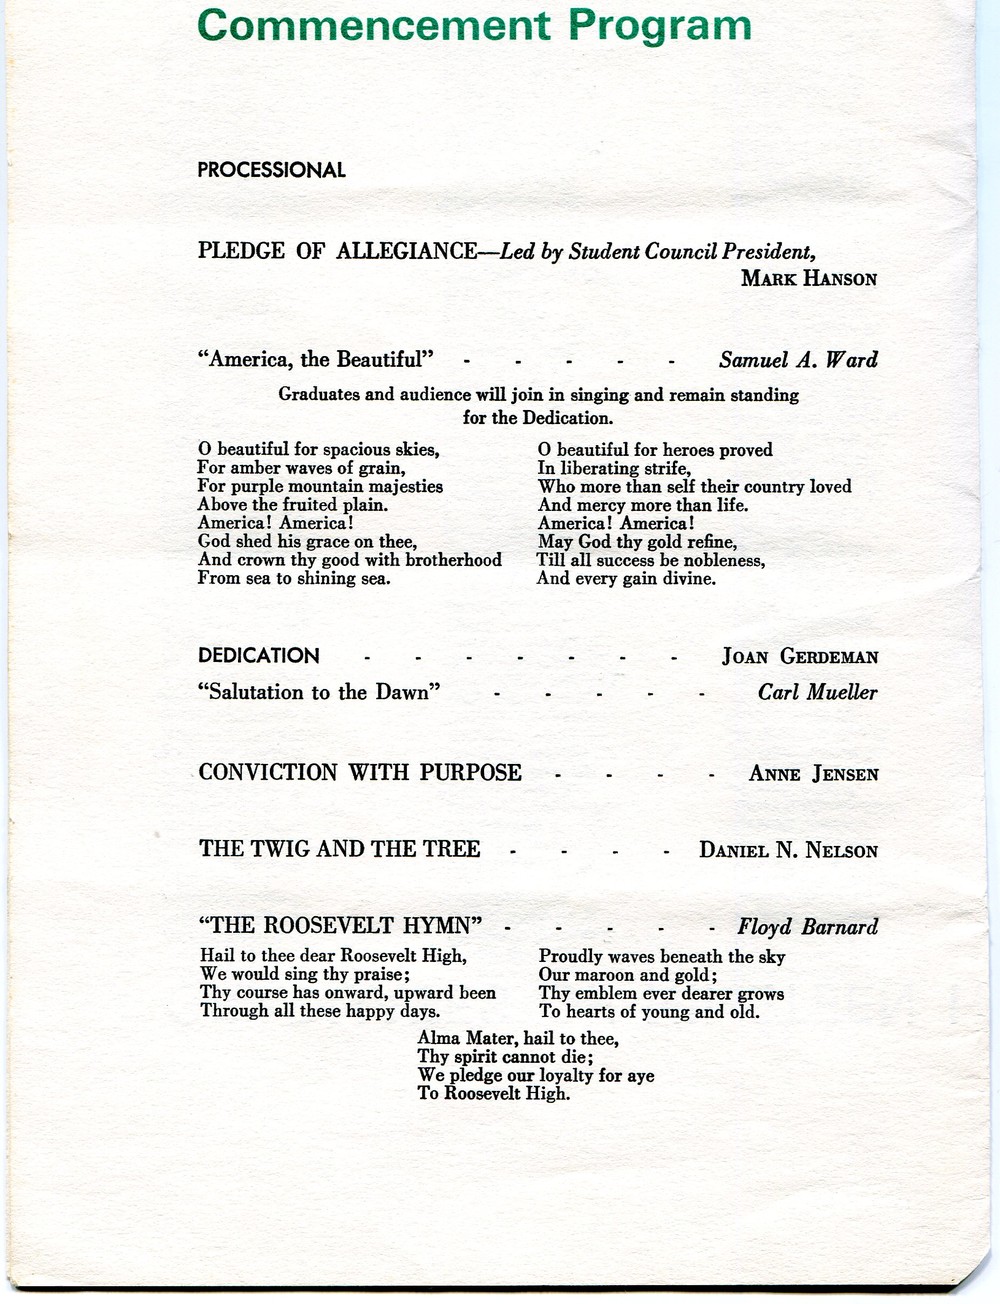 Commencement Program
PROCESSIONAL
PLEDGE OF ALLEGIANCE—Led by Student Council President,
MARK HANSON
“America, the Beautiful” - - - - - Samuel A. Ward
Graduates and audience will join in singing and remain standing
for the Dedication.
O beautiful for spacious skies,
For amber waves of grain,
For purple mountain majesties
Above the fruited plain.
America! America!
God shed his grace on thee,
And crown thy good with brotherhood
From sea to shining sea.
O beautiful for heroes proved
In liberating strife,
Who more than self their country loved
And mercy more than life.
America! America!
May God thy gold refine,
Till all success be nobleness,
And every gain divine.
DEDICATION - - - - - - - JOAN GERDEMAN
“Salutation to the Dawn” - - - - - Carl Mueller
CONVICTION WITH PURPOSE - - - - ANNE JENSEN
THE TWIG AND THE TREE - - - - DANIEL N. NELSON
“THE ROOSEVELT HYMN” - - - - - Floyd Barnard
Hail to thee dear Roosevelt High,
We would sing thy praise;
Thy course has onward, upward been
Through all these happy days.
Proudly waves beneath the sky
Our maroon and gold;
Thy emblem ever dearer grows
To hearts of young and old.
Alma Mater, hail to thee,
Thy spirit cannot die;
We pledge our loyalty for aye
To Roosevelt High.